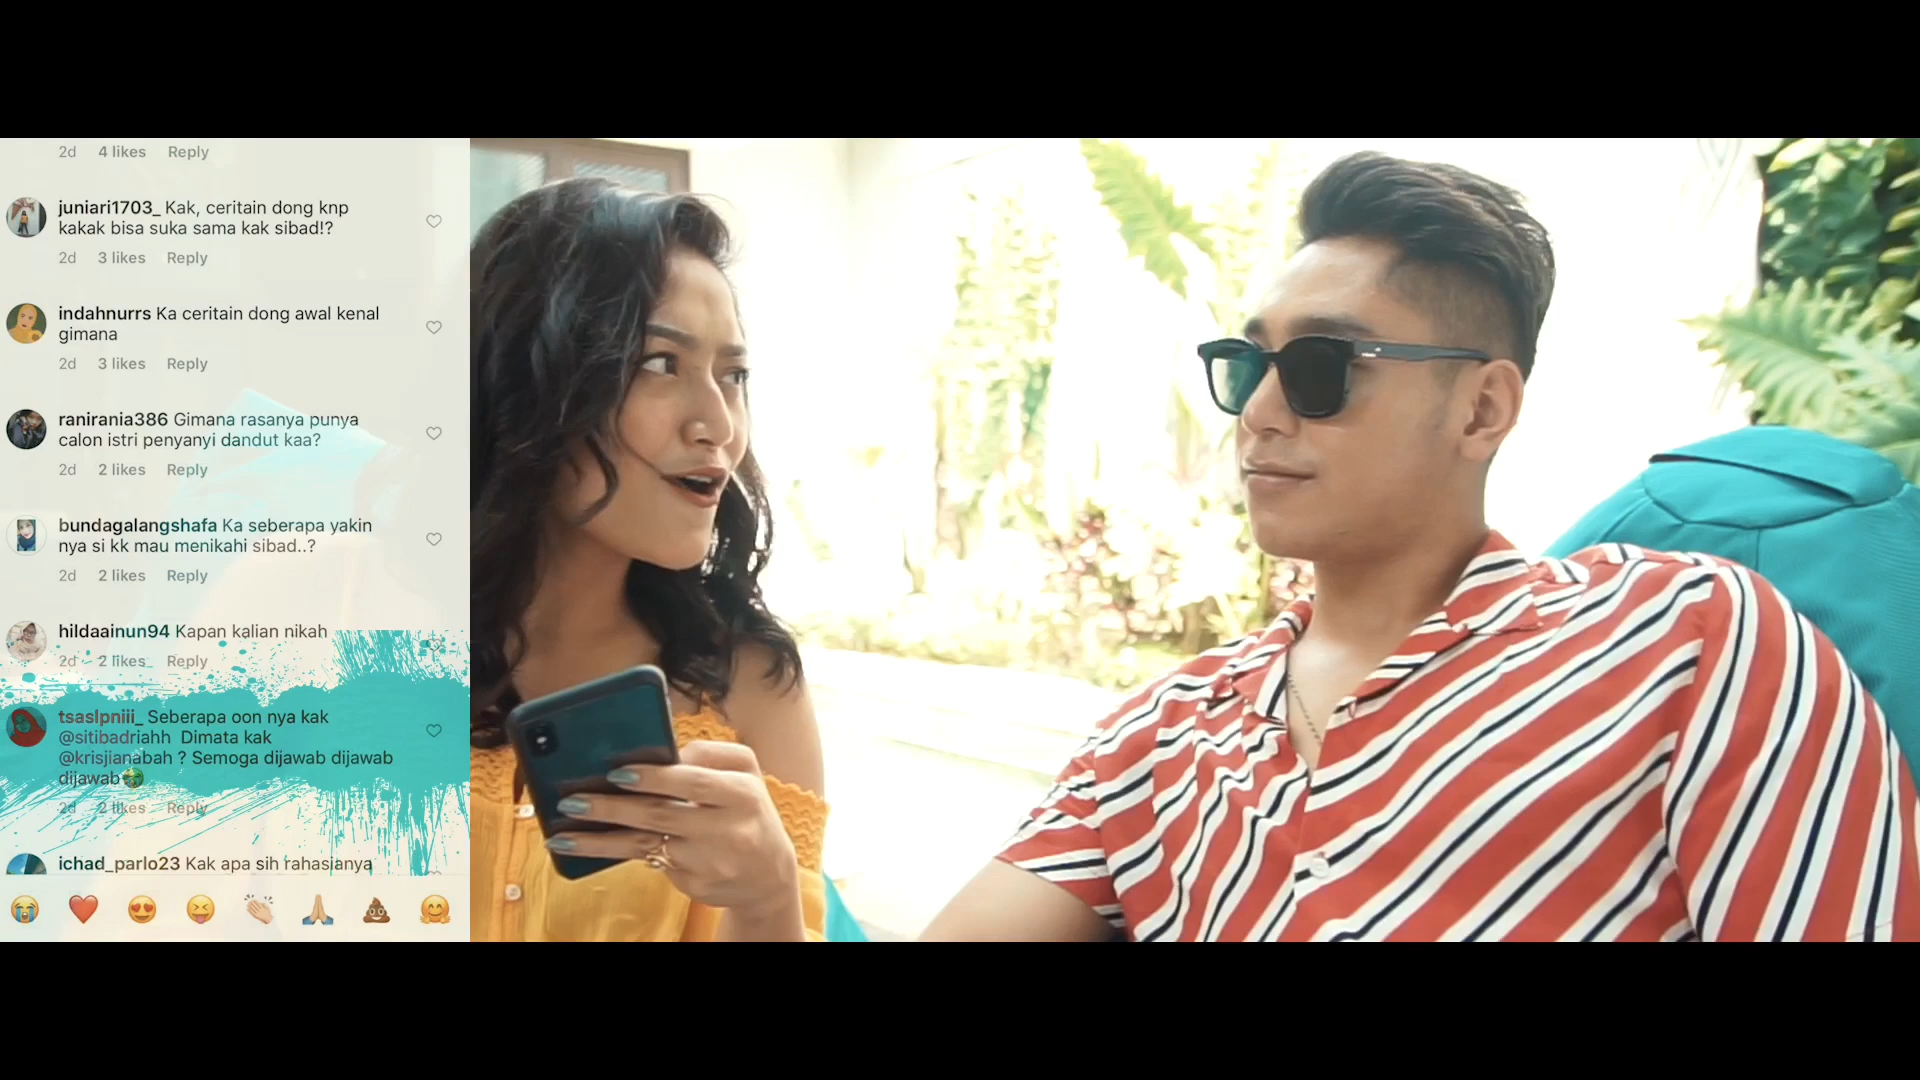 2d 4 likes Reply
juniari1703_ Kak, ceritain dong knp
kakak bisa suka sama kak sibad!?
2d 3 likes Reply
indahnurrs Ka ceritain dong awal kenal
gimana
2d 3 likes Reply
ranirania386 Gimana rasanya punya
calon istri penyanyi dandut kaa?
2d 2 likes Reply
bundagalangshafa Ka seberapa yakin
nya si kk mau menikahi sibad..?
2d 2 likes Reply
hildaainun94 Kapan kalian nikah
2d 2 likes Reply
tsaslpniii_ Seberapa oon nya kak
@sitibadriahh Dimata kak
@krisjianabah ? Semoga dijawab dijawab
dijawab
2d 2 likes Reply
ichad_parlo23 Kak apa sih rahasianya